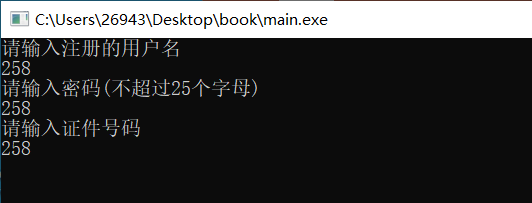 C:\Users\26943\Desktop\book\main.exe
请输入注册的用户名
258
请输入密码(不超过25个字母)
258
请输入证件号码
258